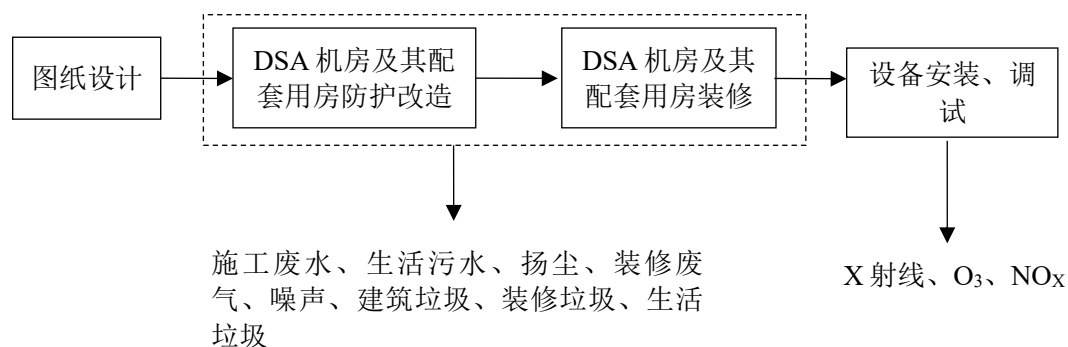 图纸设计
DSA 机房及其配
套用房防护改造
DSA 机房及其
配套用房装修
设备安装、调
试
施工废水、生活污水、扬尘、装修废
气、噪声、建筑垃圾、装修垃圾、生活
垃圾
X 射线、O₃、NOX